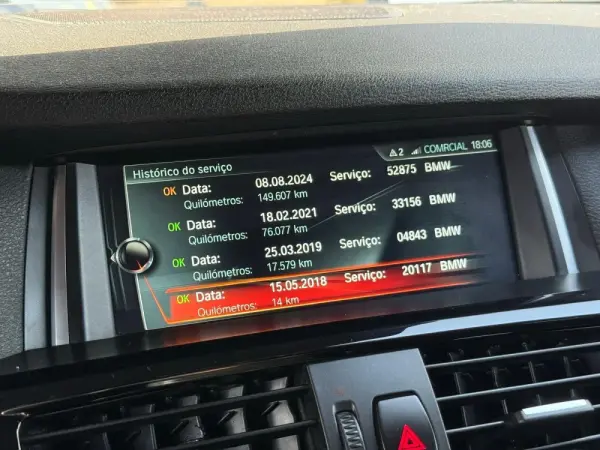 Histórico do serviço
2 COMRCIAL 18:06
OK Data: 08.08.2024 Serviço: 52875 BMW
Quilómetros: 149.607 km
OK Data: 18.02.2021 Serviço: 33156 BMW
Quilómetros: 76.077 km
OK Data: 25.03.2019 Serviço: 04843 BMW
Quilómetros: 17.579 km
OK Data: 15.05.2018 Serviço: 20117 BMW
Quilómetros: 14 km